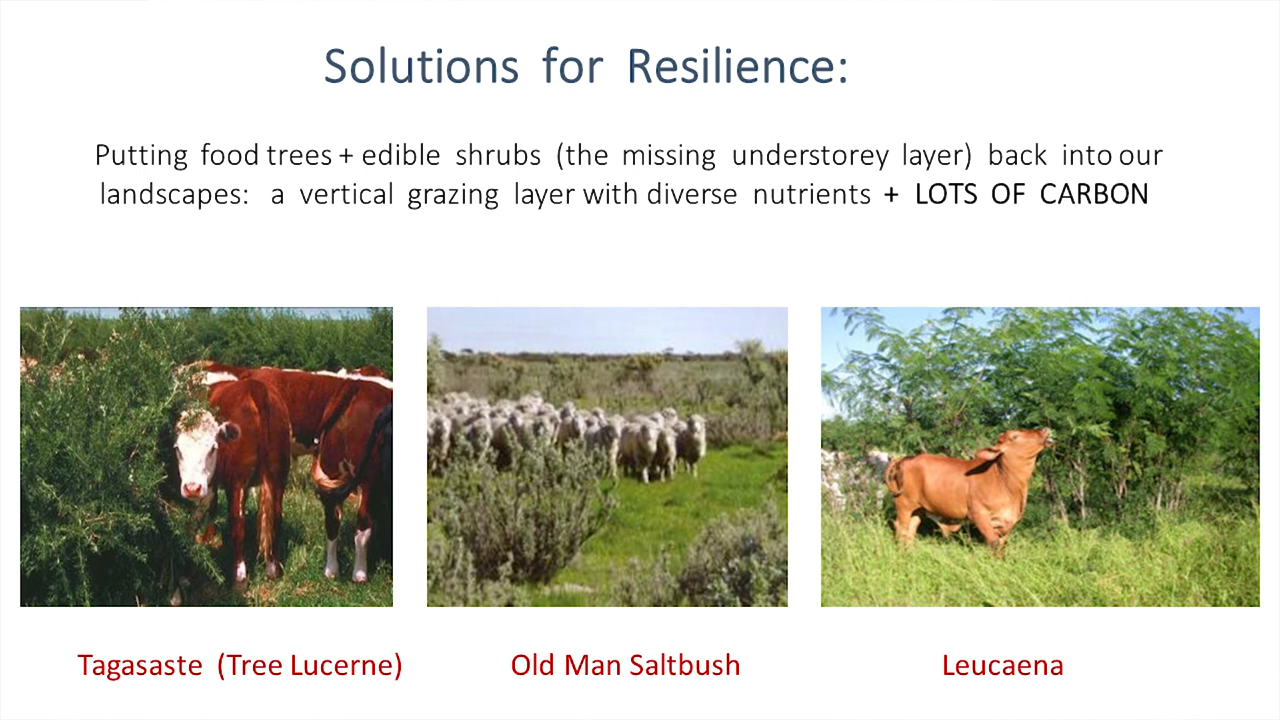 Solutions for Resilience:
Putting food trees + edible shrubs (the missing understorey layer) back into our
landscapes: a vertical grazing layer with diverse nutrients + LOTS OF CARBON
Tagasaste (Tree Lucerne)
Old Man Saltbush
Leucaena